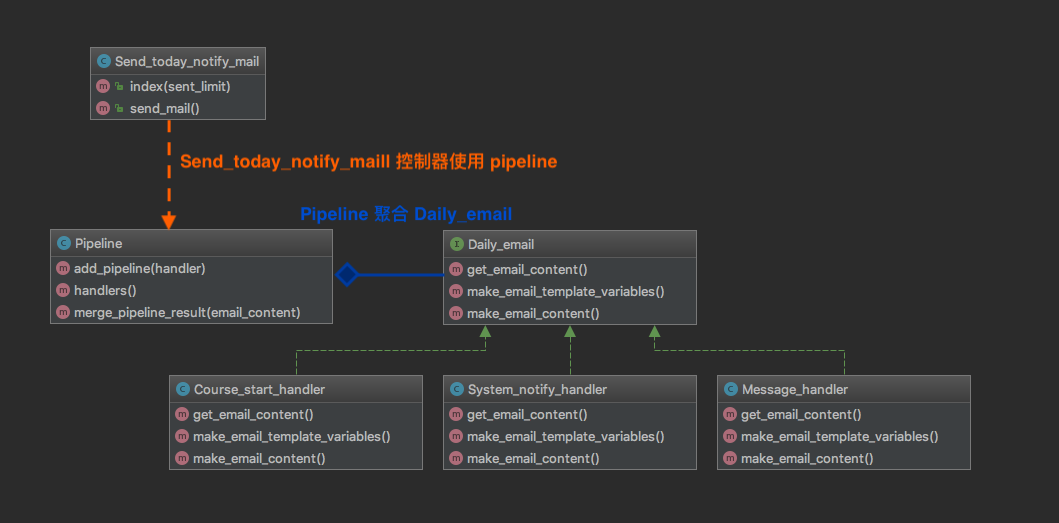 Send_today_notify_mail
index(sent_limit)
send_mail()
Send_today_notify_maill 控制器使用 pipeline
Pipeline 聚合 Daily_email
Pipeline
add_pipeline(handler)
handlers()
merge_pipeline_result(email_content)
Daily_email
get_email_content()
make_email_template_variables()
make_email_content()
Course_start_handler
get_email_content()
make_email_template_variables()
make_email_content()
System_notify_handler
get_email_content()
make_email_template_variables()
make_email_content()
Message_handler
get_email_content()
make_email_template_variables()
make_email_content()